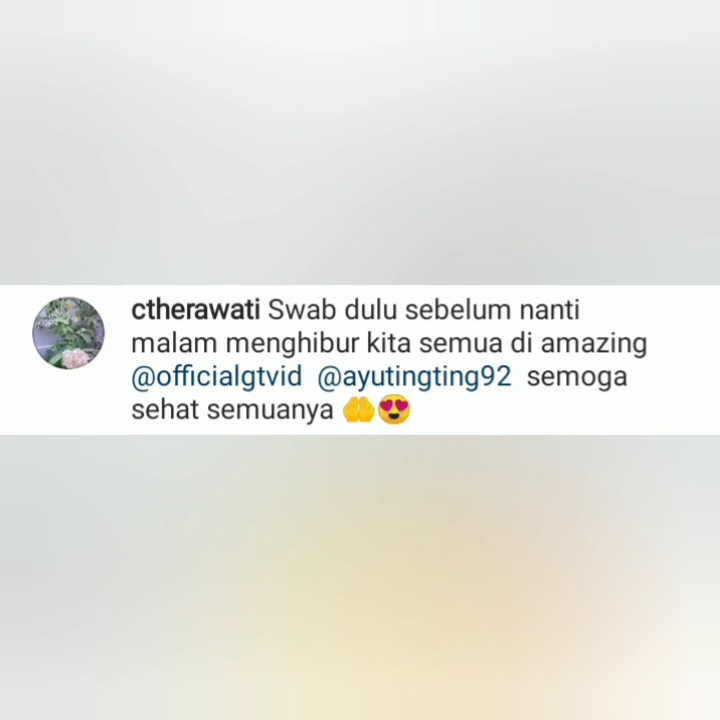 ctherawati Swab dulu sebelum nanti
malam menghibur kita semua di amazing
@officialgtvid @ayutingting92 semoga
sehat semuanya 🤲😍